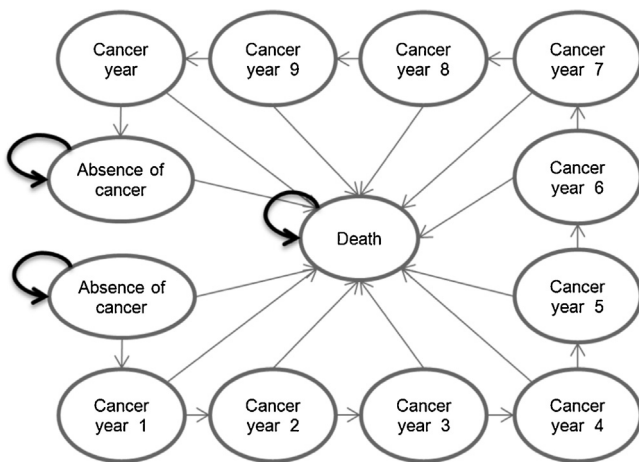 Cancer
year
Cancer
year 9
Cancer
year 8
Cancer
year 7
Absence of
cancer
Cancer
year 6
Death
Absence of
cancer
Cancer
year 5
Cancer
year 1
Cancer
year 2
Cancer
year 3
Cancer
year 4